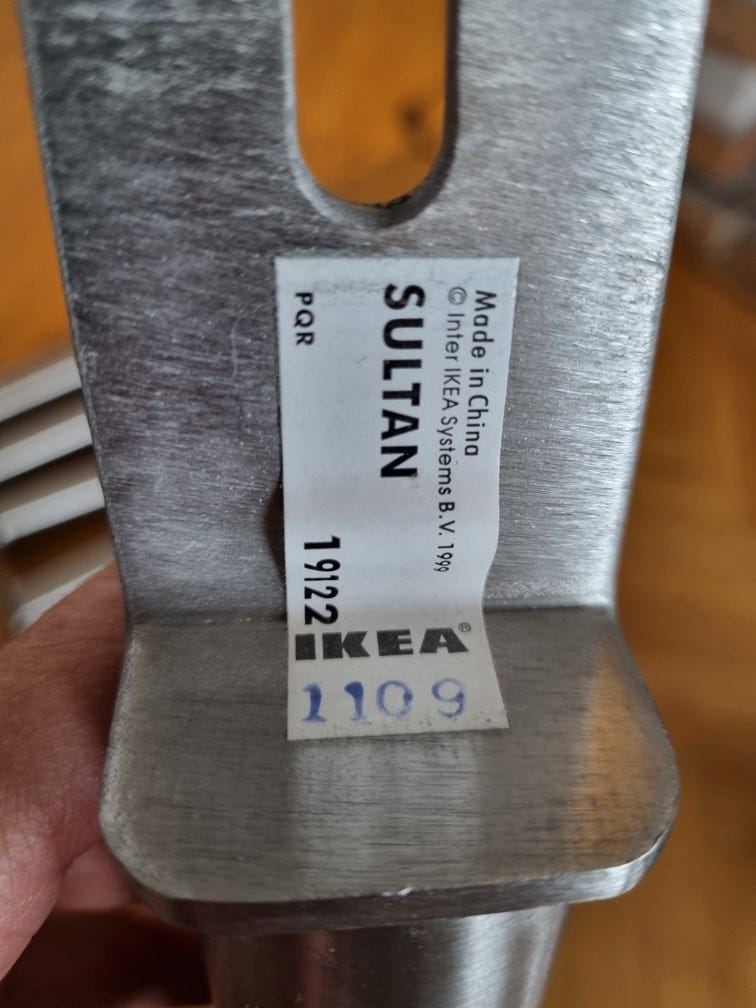 Made in China
© Inter IKEA Systems B.V. 1999
SULTAN
PQR
19122
IKEA®
1109